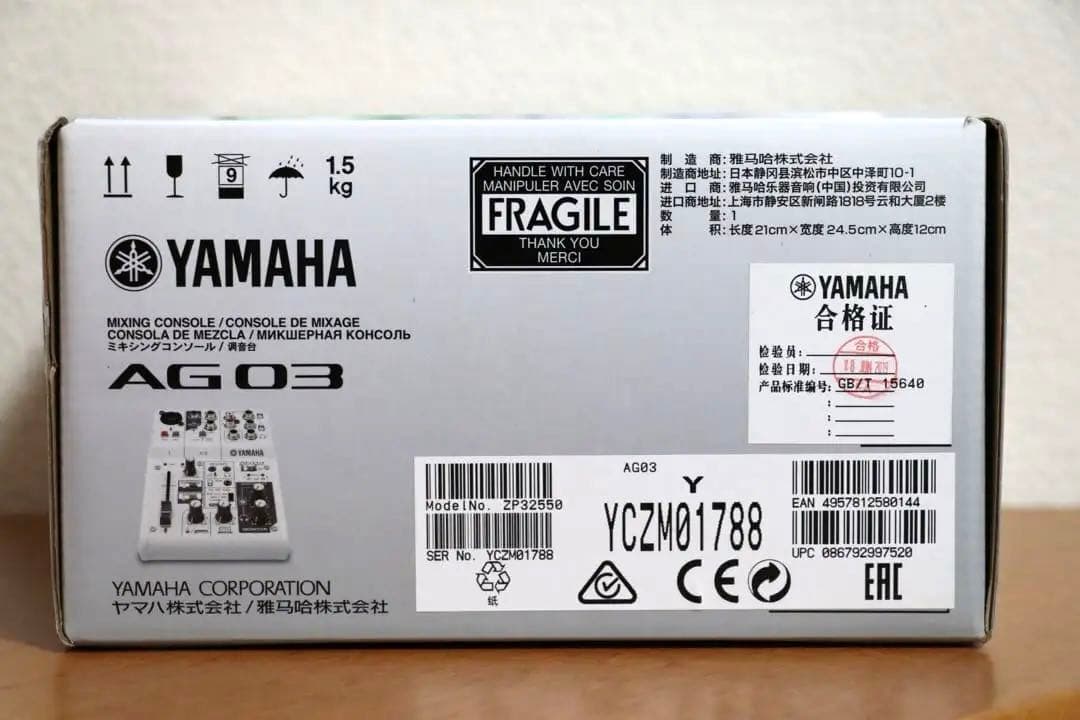 9
1.5
kg
YAMAHA
MIXING CONSOLE / CONSOLE DE MIXAGE
CONSOLA DE MEZCLA / МИКШЕРНАЯ КОНСОЛЬ
ミキシングコンソール / 调音台
AG 03
YAMAHA
YAMAHA CORPORATION
ヤマハ株式会社/雅马哈株式会社
HANDLE WITH CARE
MANIPULER AVEC SOIN
FRAGILE
THANK YOU
MERCI
制造商:雅马哈株式会社
制造商地址:日本静冈县滨松市中区中泽町10-1
进口商:雅马哈乐器音响(中国)投资有限公司
进口商地址:上海市静安区新闸路1818号云和大厦2楼
数量:1
体积:长度21cm×宽度24.5cm×高度12cm
YAMAHA
合格证
检验员:
合格
检验日期:
产品标准编号: GB/T 15640
:
:
:
AG03
ModelNo. ZP32550
SER No. YCZM01788
纸
Y
YCZM01788
CE
EAN 4957812580144
UPC 086792997520
EAC